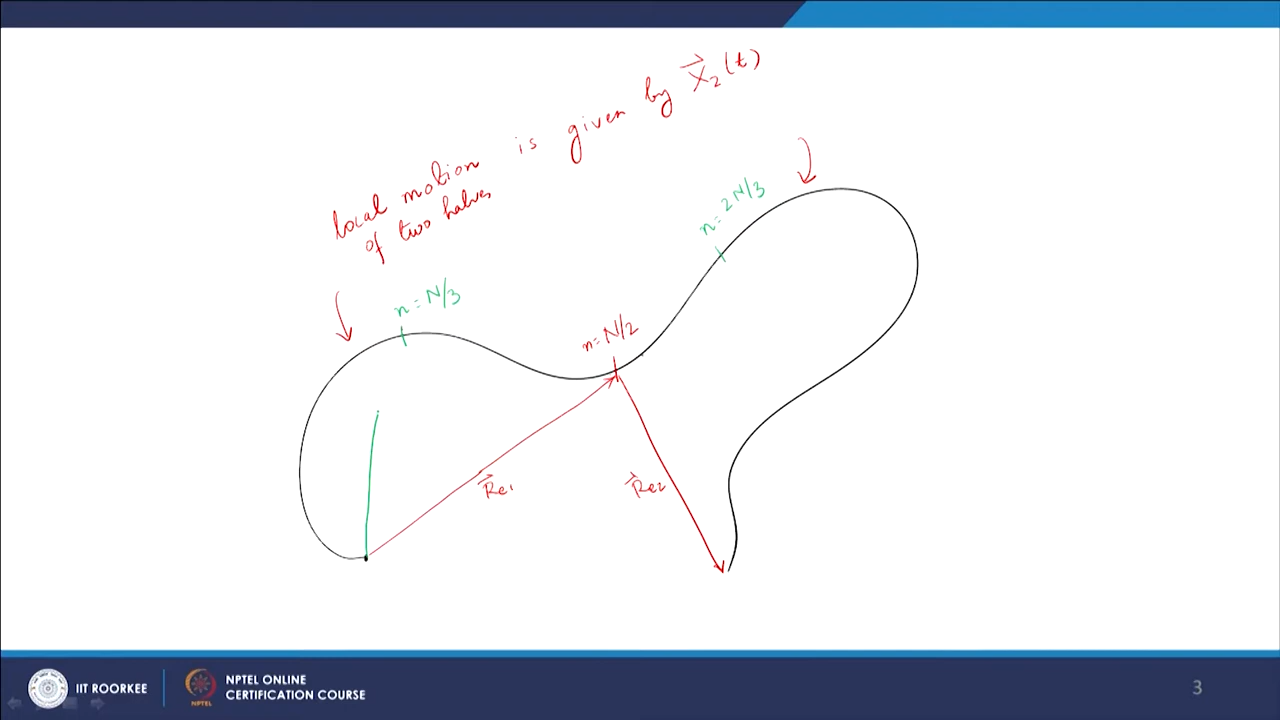 local motion is given by X⃗₂(t)
of two halves
n = 2N/3
n = N/3
n = N/2
R⃗e₁
R⃗e₂
IIT ROORKEE
NPTEL
NPTEL ONLINE
CERTIFICATION COURSE
3